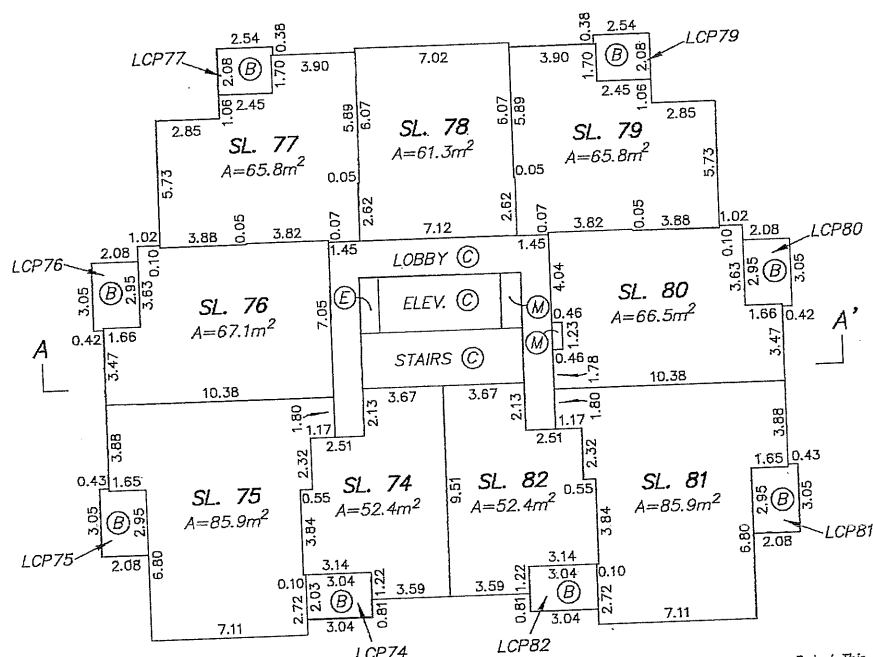 2.54 0.38 7.02 0.38 2.54
LCP77 LCP79
2.08 B 1.70 3.90 3.90 1.70 B 2.08
1.06 2.45 5.89 6.07 6.07 5.89 2.45 1.06
2.85 2.85
SL. 77 SL. 78 SL. 79
A=65.8m² A=61.3m² A=65.8m²
5.73 0.05 0.05 5.73
2.62 2.62
1.02 3.88 0.05 3.82 0.07 7.12 0.07 3.82 0.05 3.88 1.02
2.08 0.10 1.45 1.45 0.10 2.08
LCP76 LOBBY C LCP80
3.05 B 2.95 3.63 4.04 3.63 2.95 B 3.05
SL. 76 7.05 E ELEV. C M 0.46 SL. 80
A=67.1m² A=66.5m²
0.42 1.66 M 1.23 1.66 0.42
A 3.47 STAIRS C 0.46 1.78 3.47 A'
10.38 3.67 3.67 10.38
1.80 2.13 2.13 1.80
3.88 1.17 2.51 2.51 1.17 3.88
0.43 1.65 2.32 2.32 1.65 0.43
SL. 75 SL. 74 9.51 SL. 82 SL. 81
A=85.9m² 0.55 A=52.4m² A=52.4m² 0.55 A=85.9m²
3.05 B 2.95 3.84 3.84 2.95 B 3.05
LCP75 2.08 6.80 6.80 2.08 LCP81
3.14 3.14
0.10 2.03 3.04 1.22 1.22 3.04 0.10
2.72 B 0.81 3.59 3.59 0.81 B 2.72
7.11 3.04 3.04 7.11
LCP74 LCP82